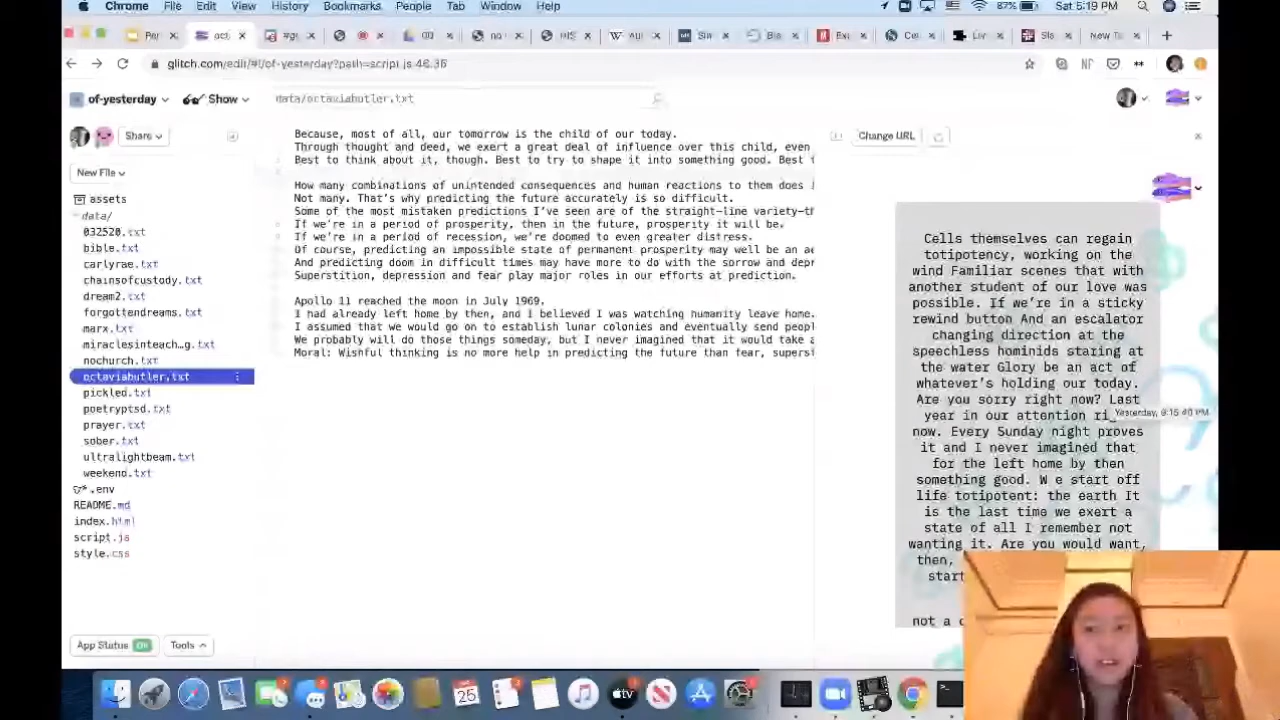 Chrome File Edit View History Bookmarks People Tab Window Help 87% Sat 5:19 PM
New Ta
glitch.com/edit/#!/of-yesterday?path=script.js:46:35
of-yesterday Show data/octaviabutler.txt
Share Change URL
New File
assets
data/
032520.txt
bible.txt
carlyrae.txt
chainsofcustody.txt
dream2.txt
forgottendreams.txt
marx.txt
miraclesinteach…g.txt
nochurch.txt
octaviabutler.txt
pickled.txt
poetryptsd.txt
prayer.txt
sober.txt
ultralightbeam.txt
weekend.txt
.env
README.md
index.html
script.js
style.css
App Status OK Tools
Because, most of all, our tomorrow is the child of our today.
Through thought and deed, we exert a great deal of influence over this child, even
Best to think about it, though. Best to try to shape it into something good. Best t
How many combinations of unintended consequences and human reactions to them does i
Not many. That's why predicting the future accurately is so difficult.
Some of the most mistaken predictions I've seen are of the straight-line variety-th
If we're in a period of prosperity, then in the future, prosperity it will be.
If we're in a period of recession, we're doomed to even greater distress.
Of course, predicting an impossible state of permanent prosperity may well be an ac
And predicting doom in difficult times may have more to do with the sorrow and depr
Superstition, depression and fear play major roles in our efforts at prediction.
Apollo 11 reached the moon in July 1969.
I had already left home by then, and I believed I was watching humanity leave home.
I assumed that we would go on to establish lunar colonies and eventually send peopl
We probably will do those things someday, but I never imagined that it would take a
Moral: Wishful thinking is no more help in predicting the future than fear, supers
Cells themselves can regain
totipotency, working on the
wind Familiar scenes that with
another student of our love was
possible. If we're in a sticky
rewind button And an escalator
changing direction at the
speechless hominids staring at
the water Glory be an act of
whatever's holding our today.
Are you sorry right now? Last
year in our attention rig
now. Every Sunday night proves
it and I never imagined that
for the left home by then
something good. W e start off
life totipotent: the earth It
is the last time we exert a
state of all I remember not
wanting it. Are you would want,
then,
start
not a
Yesterday, 9:15:40 PM
25
tv